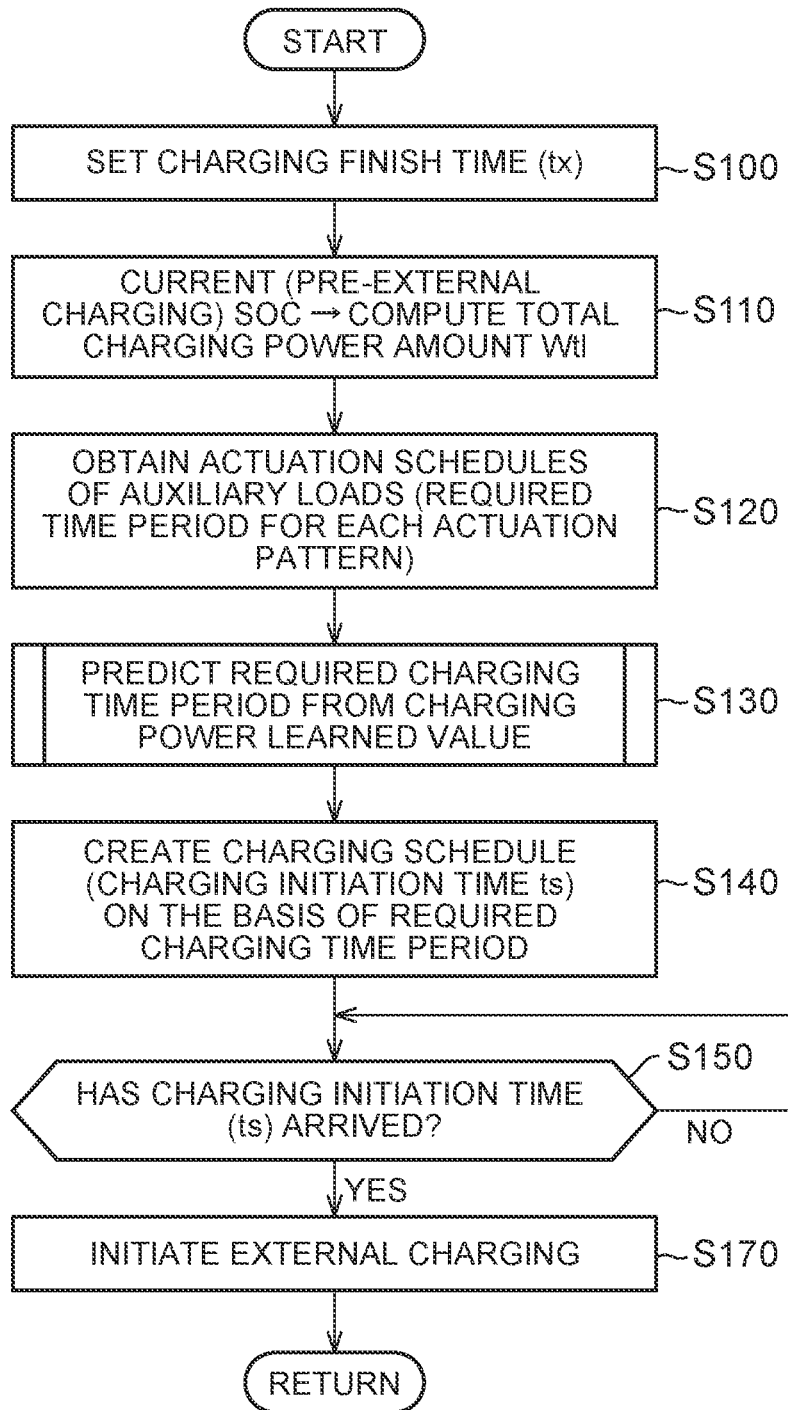 START
SET CHARGING FINISH TIME (tx)
S100
CURRENT (PRE-EXTERNAL
CHARGING) SOC → COMPUTE TOTAL
CHARGING POWER AMOUNT Wtl
S110
OBTAIN ACTUATION SCHEDULES
OF AUXILIARY LOADS (REQUIRED
TIME PERIOD FOR EACH ACTUATION
PATTERN)
S120
PREDICT REQUIRED CHARGING
TIME PERIOD FROM CHARGING
POWER LEARNED VALUE
S130
CREATE CHARGING SCHEDULE
(CHARGING INITIATION TIME ts)
ON THE BASIS OF REQUIRED
CHARGING TIME PERIOD
S140
S150
HAS CHARGING INITIATION TIME
(ts) ARRIVED?
NO
YES
INITIATE EXTERNAL CHARGING
S170
RETURN